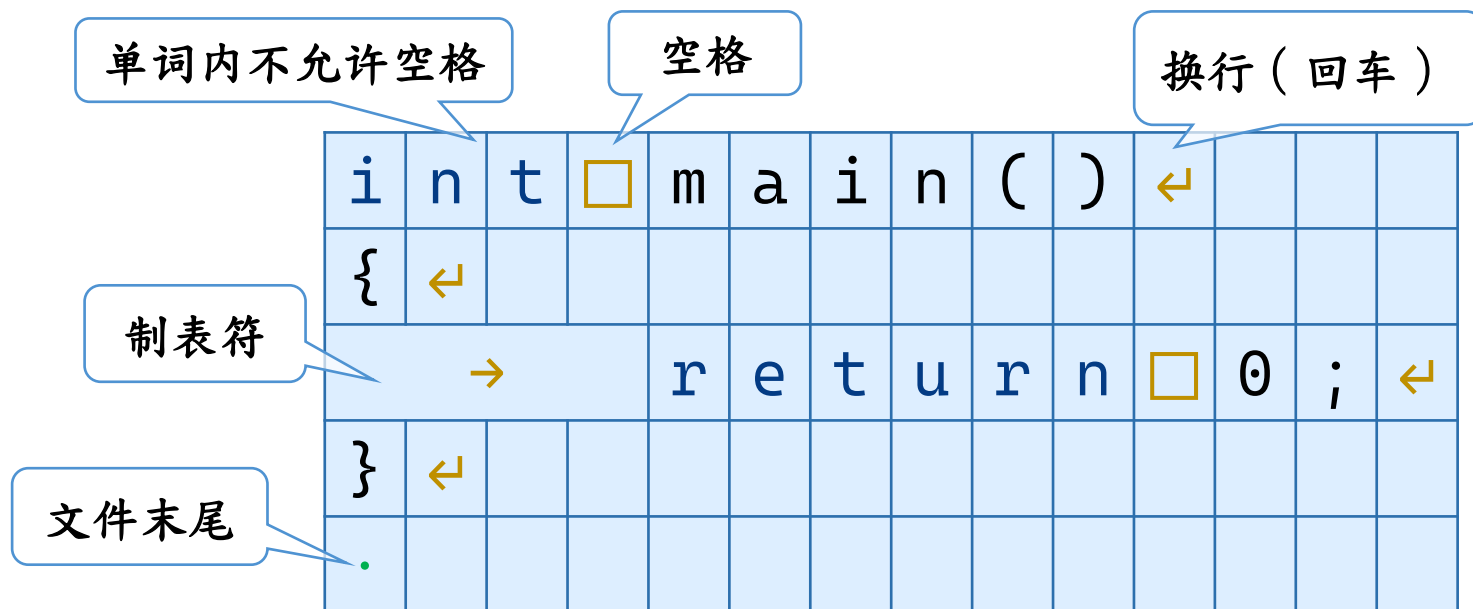 单词内不允许空格
空格
换行(回车)
int□main()↵
{↵
制表符
→return□0;↵
}↵
文件末尾
.